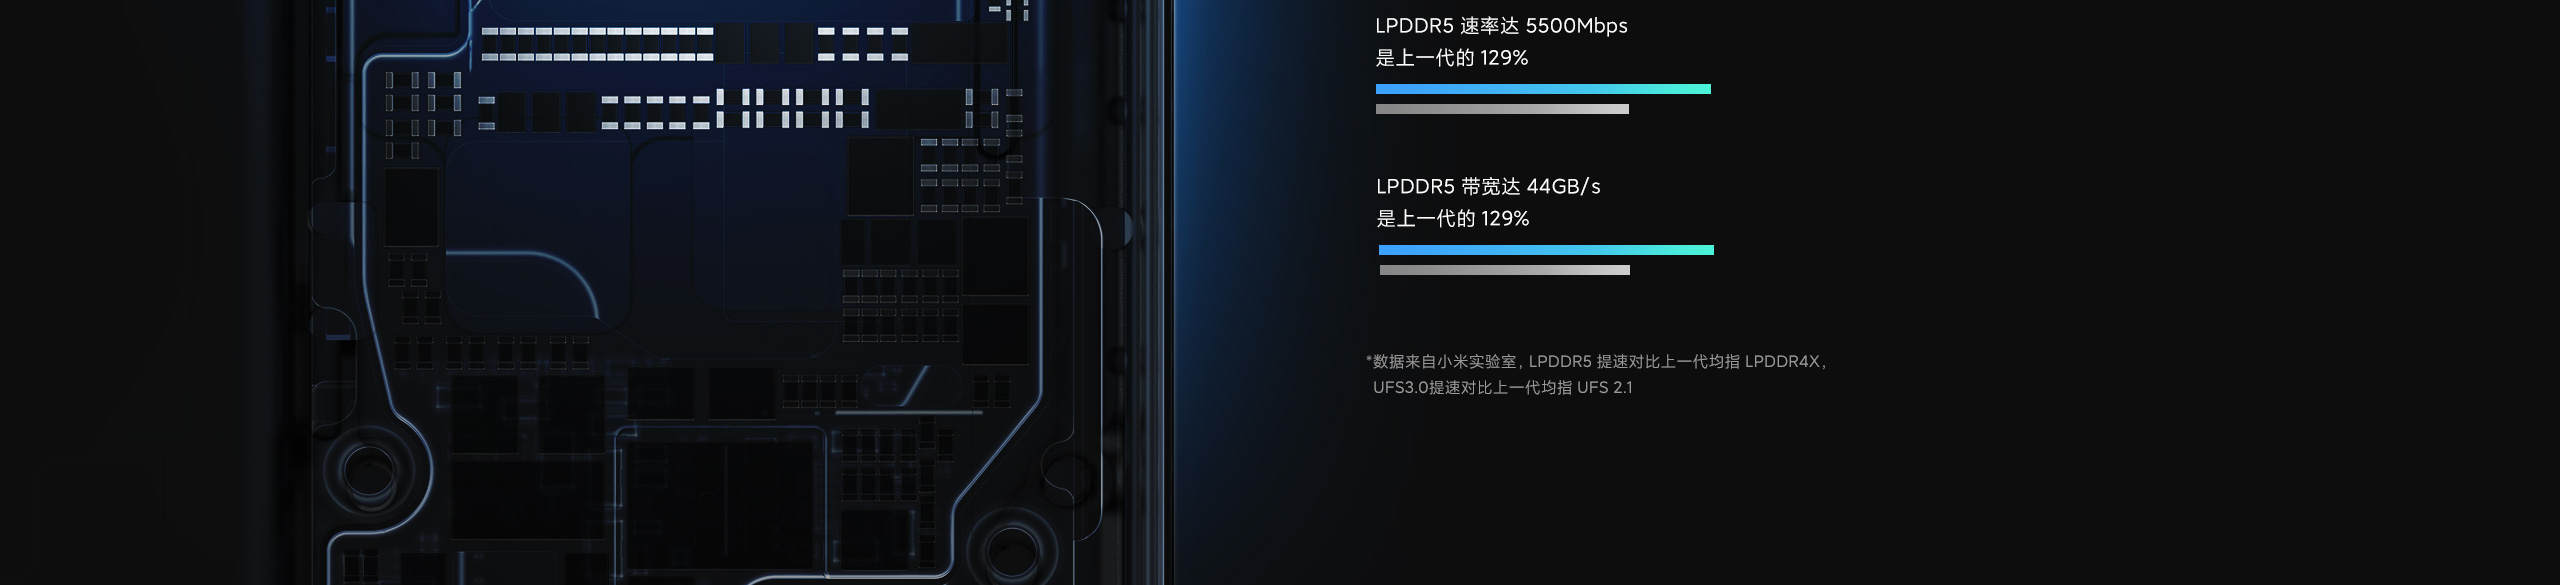 LPDDR5 速率达 5500Mbps
是上一代的 129%
LPDDR5 带宽达 44GB/s
是上一代的 129%
*数据来自小米实验室，LPDDR5 提速对比上一代均指 LPDDR4X，
UFS3.0提速对比上一代均指 UFS 2.1